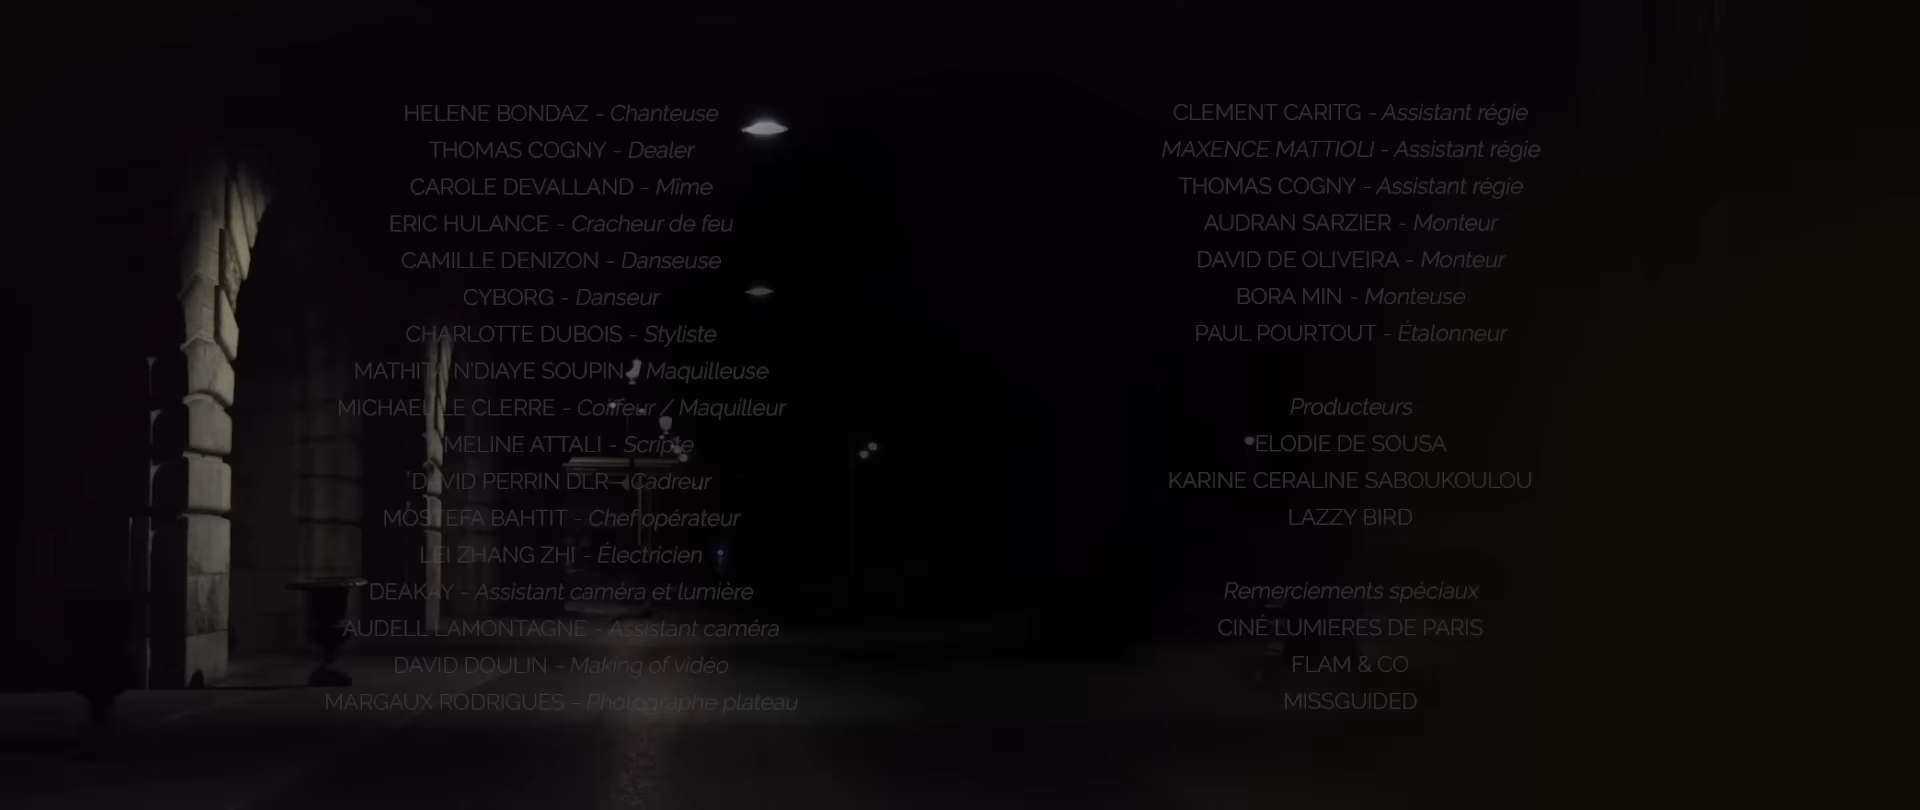 HELENE BONDAZ - Chanteuse
THOMAS COGNY - Dealer
CAROLE DEVALLAND - Mîme
ERIC HULANCE - Cracheur de feu
CAMILLE DENIZON - Danseuse
CYBORG - Danseur
CHARLOTTE DUBOIS - Styliste
MATHITA N'DIAYE SOUPIN - Maquilleuse
MICHAEL LE CLERRE - Coiffeur / Maquilleur
MELINE ATTALI - Scripte
DAVID PERRIN DLR - Cadreur
MOSTEFA BAHTIT - Chef opérateur
LEI ZHANG ZHI - Électricien
DEAKAY - Assistant caméra et lumière
AUDELL LAMONTAGNE - Assistant caméra
DAVID DOULIN - Making of vidéo
MARGAUX RODRIGUES - Photographe plateau
CLEMENT CARITG - Assistant régie
MAXENCE MATTIOLI - Assistant régie
THOMAS COGNY - Assistant régie
AUDRAN SARZIER - Monteur
DAVID DE OLIVEIRA - Monteur
BORA MIN - Monteuse
PAUL POURTOUT - Étalonneur
Producteurs
ELODIE DE SOUSA
KARINE CERALINE SABOUKOULOU
LAZZY BIRD
Remerciements spéciaux
CINÉ LUMIERES DE PARIS
FLAM & CO
MISSGUIDED